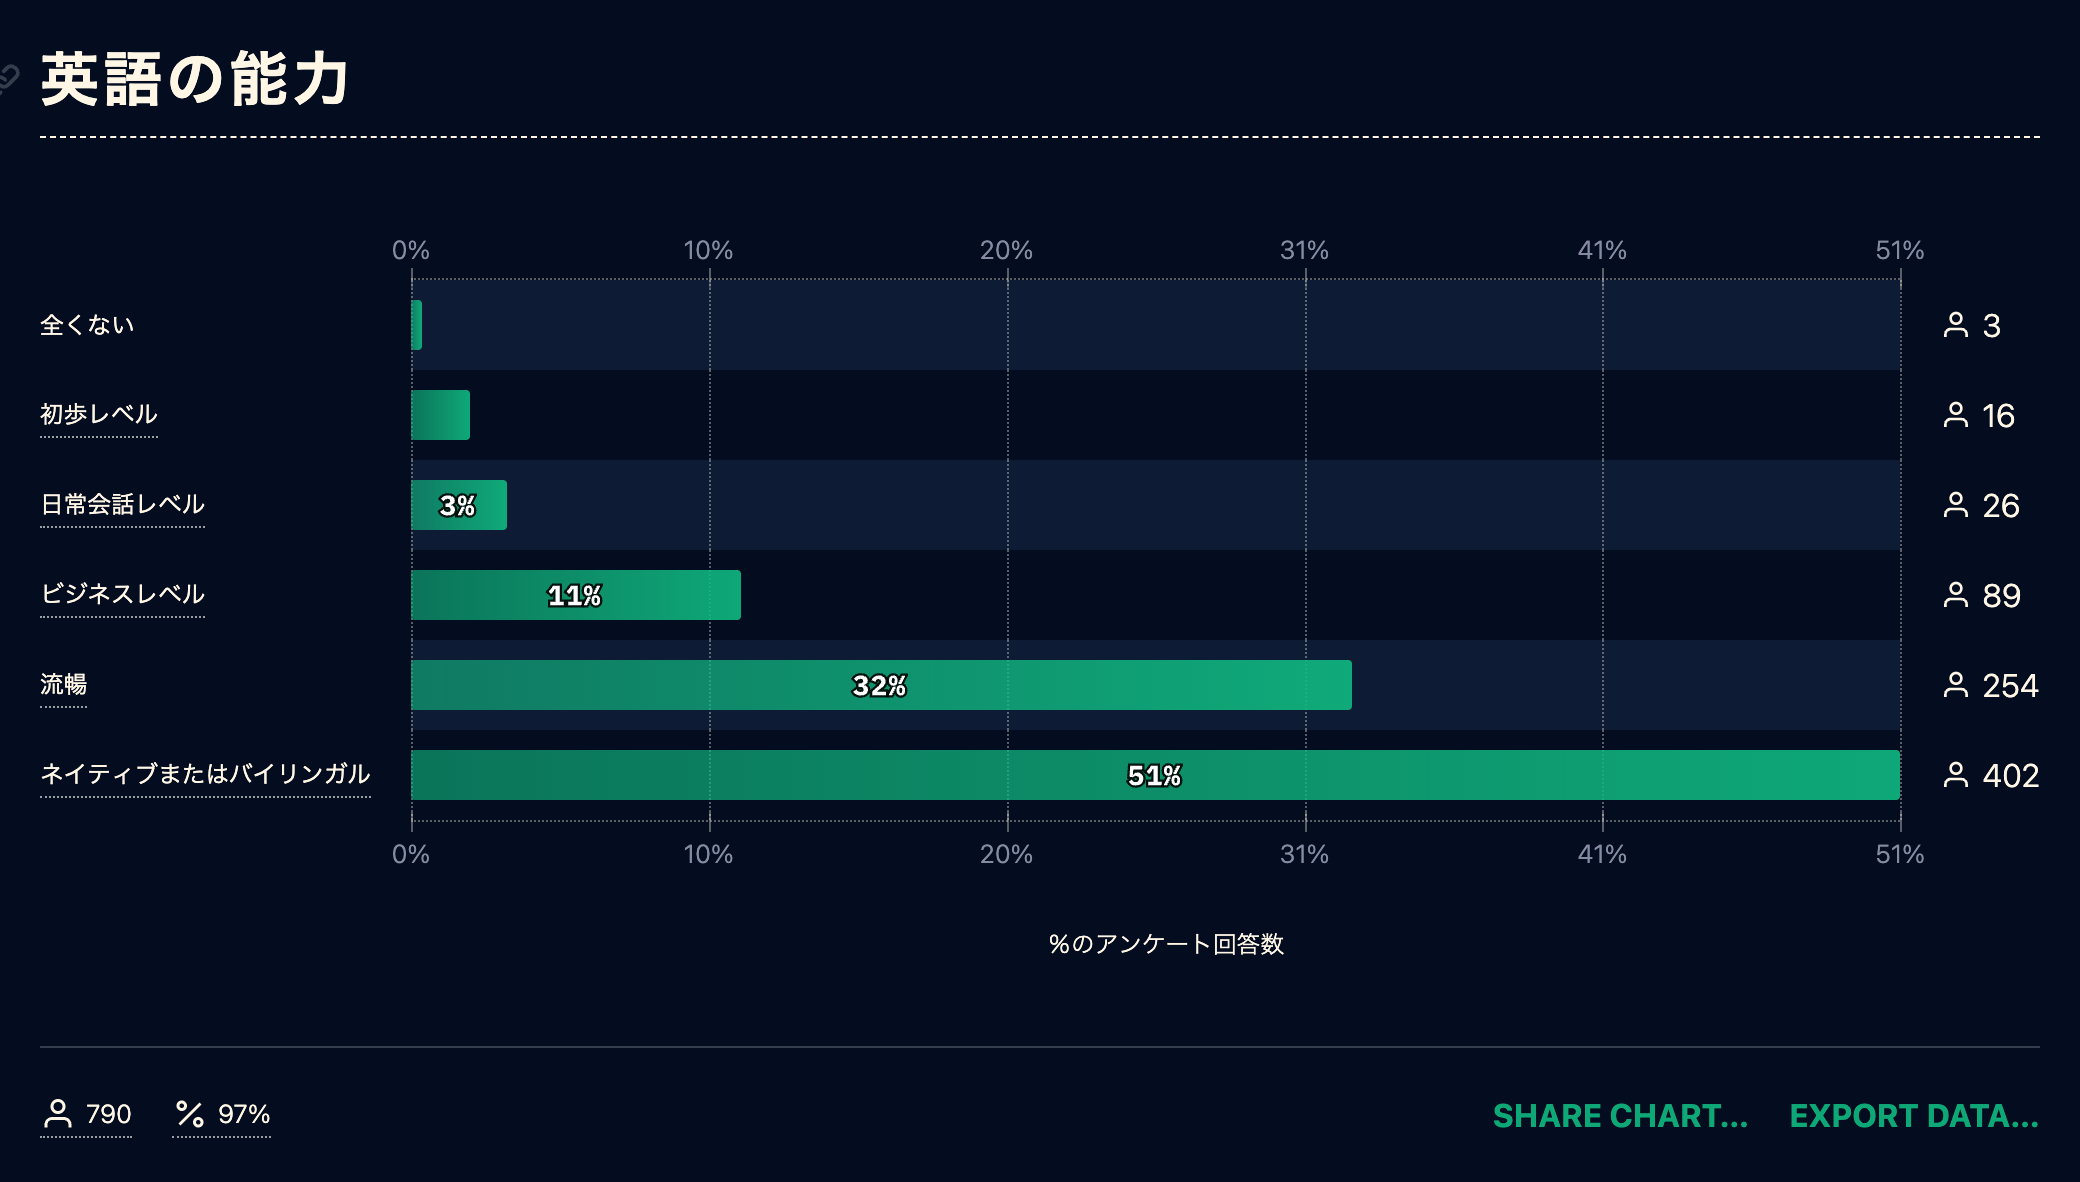 英語の能力
0% 10% 20% 31% 41% 51%
全くない 3
初歩レベル 16
日常会話レベル 3% 26
ビジネスレベル 11% 89
流暢 32% 254
ネイティブまたはバイリンガル 51% 402
0% 10% 20% 31% 41% 51%
%のアンケート回答数
790 % 97% SHARE CHART... EXPORT DATA...